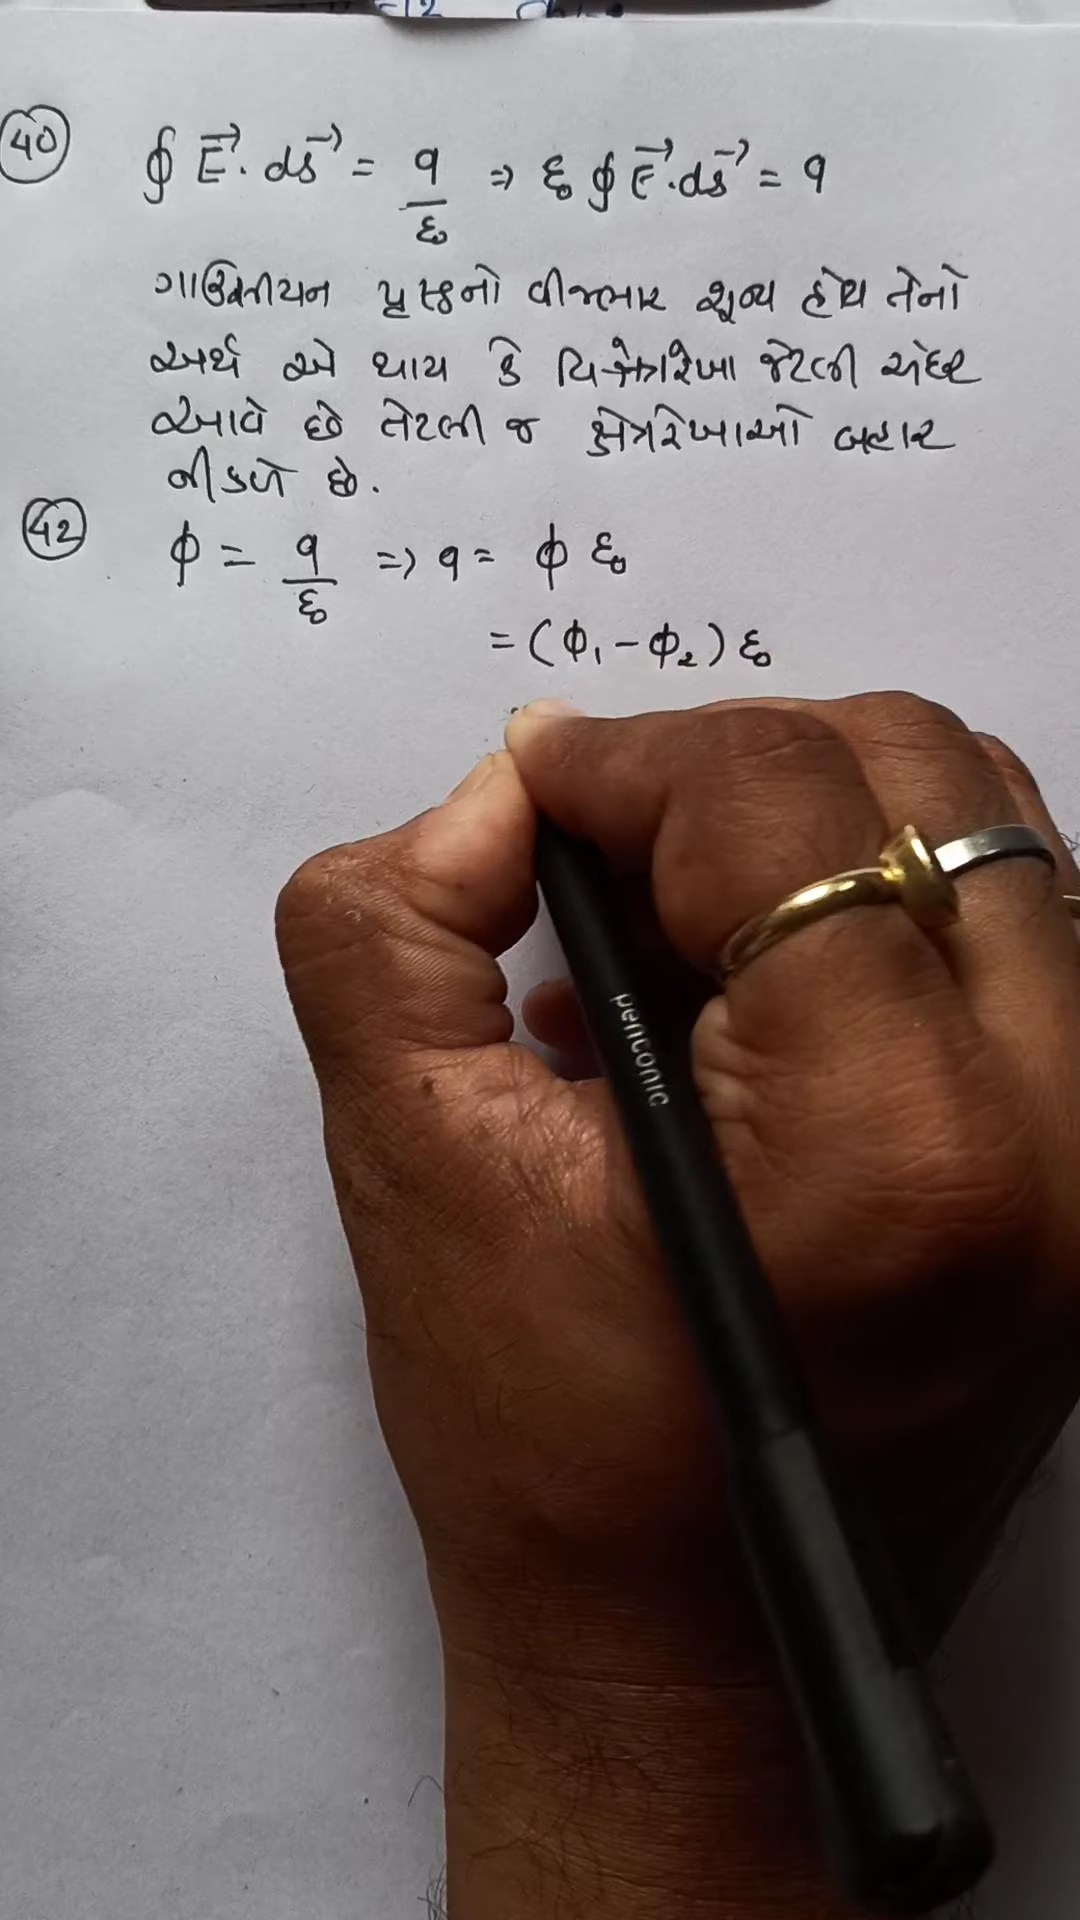 40 ∮ E⃗. ds⃗ = q/ε₀ ⇒ ε₀ ∮ E⃗.ds⃗ = q
ગાઉસીયન પૃષ્ઠનો વીજભાર શૂન્ય હોય તેનો
અર્થ એ થાય કે ક્ષેત્રરેખા જેટલી અંદર
આવે છે તેટલી જ ક્ષેત્રરેખાઓ બહાર
નીકળે છે.
42 φ = q/ε₀ ⇒ q = φ ε₀
= (φ₁ - φ₂) ε₀
penconic